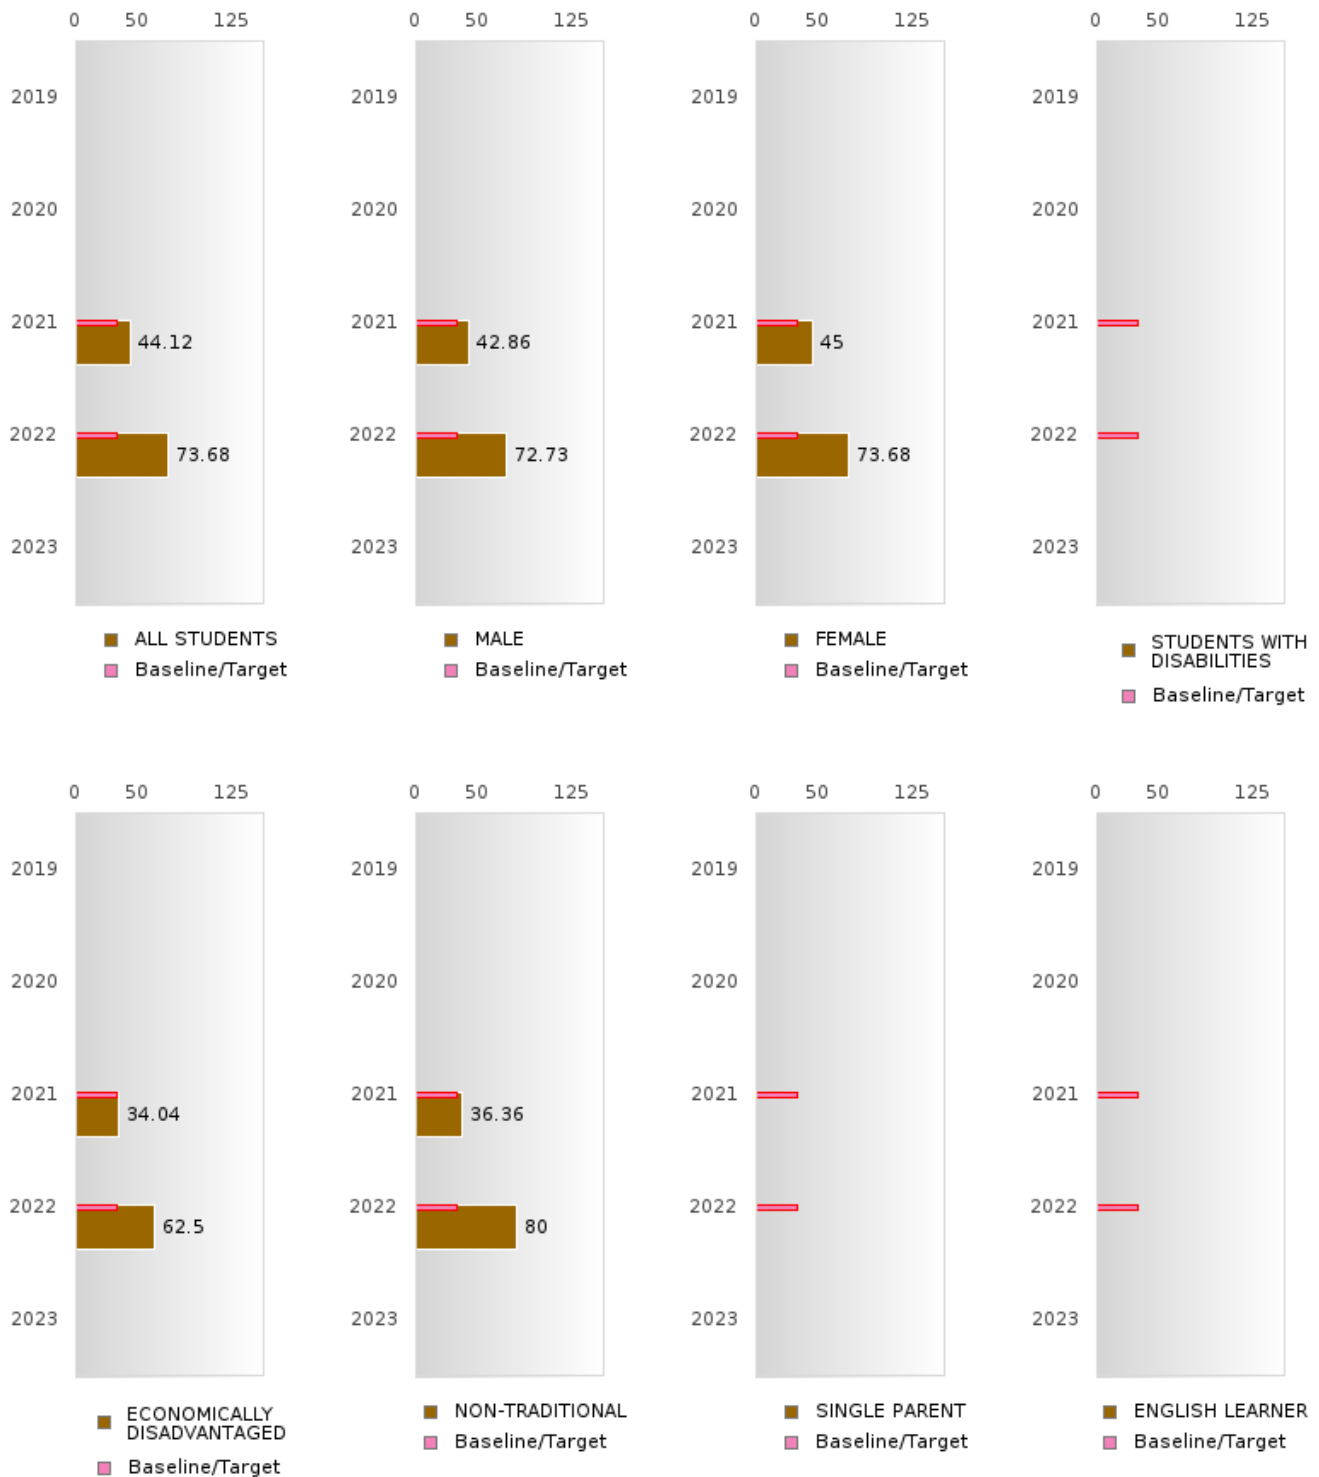 0 50 125 0 50 125 0 50 125 0 50 125
2019 2019 2019 2019
2020 2020 2020 2020
2021 2021 2021 2021
44.12 42.86 45
2022 2022 2022 2022
73.68 72.73 73.68
2023 2023 2023 2023
ALL STUDENTS MALE FEMALE STUDENTS WITH
DISABILITIES
Baseline/Target Baseline/Target Baseline/Target Baseline/Target
0 50 125 0 50 125 0 50 125 0 50 125
2019 2019 2019 2019
2020 2020 2020 2020
2021 2021 2021 2021
34.04 36.36
2022 2022 2022 2022
62.5 80
2023 2023 2023 2023
ECONOMICALLY NON-TRADITIONAL SINGLE PARENT ENGLISH LEARNER
DISADVANTAGED
Baseline/Target Baseline/Target Baseline/Target Baseline/Target